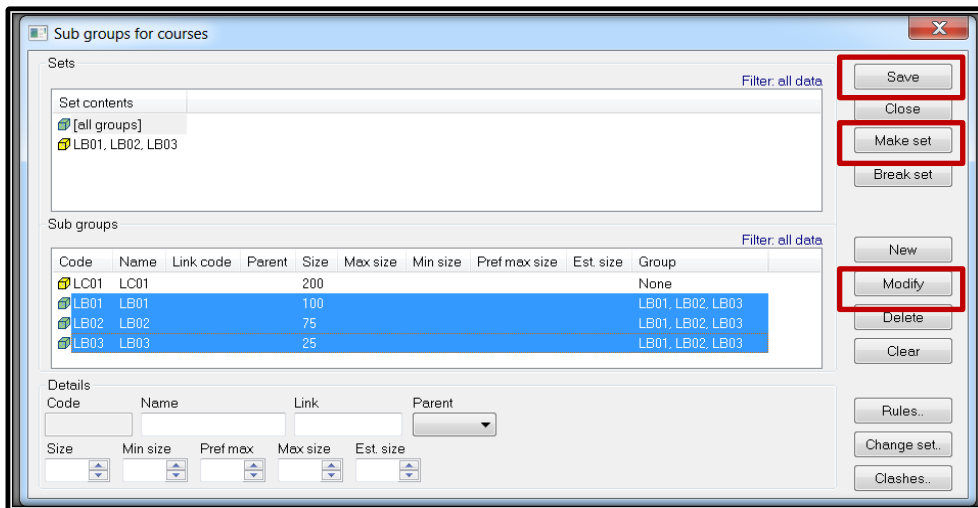 Sub groups for courses
Sets
Filter: all data
Set contents
[all groups]
LB01, LB02, LB03
Save
Close
Make set
Break set
Sub groups
Filter: all data
Code Name Link code Parent Size Max size Min size Pref max size Est. size Group
LC01 LC01 200 None
LB01 LB01 100 LB01, LB02, LB03
LB02 LB02 75 LB01, LB02, LB03
LB03 LB03 25 LB01, LB02, LB03
New
Modify
Delete
Clear
Details
Code Name Link Parent
Size Min size Pref max Max size Est. size
Rules..
Change set..
Clashes..